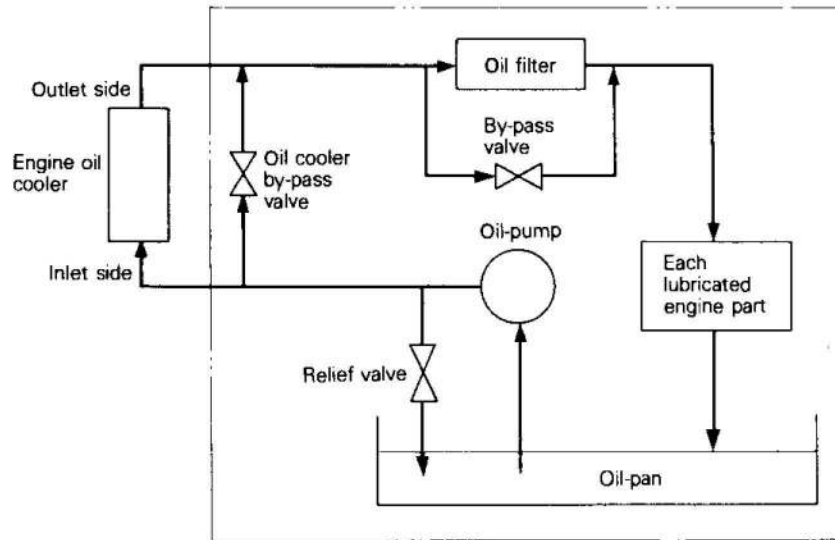 Oil filter
Outlet side
By-pass
valve
Engine oil
cooler
Oil cooler
by-pass
valve
Oil-pump
Inlet side
Each
lubricated
engine part
Relief valve
Oil-pan